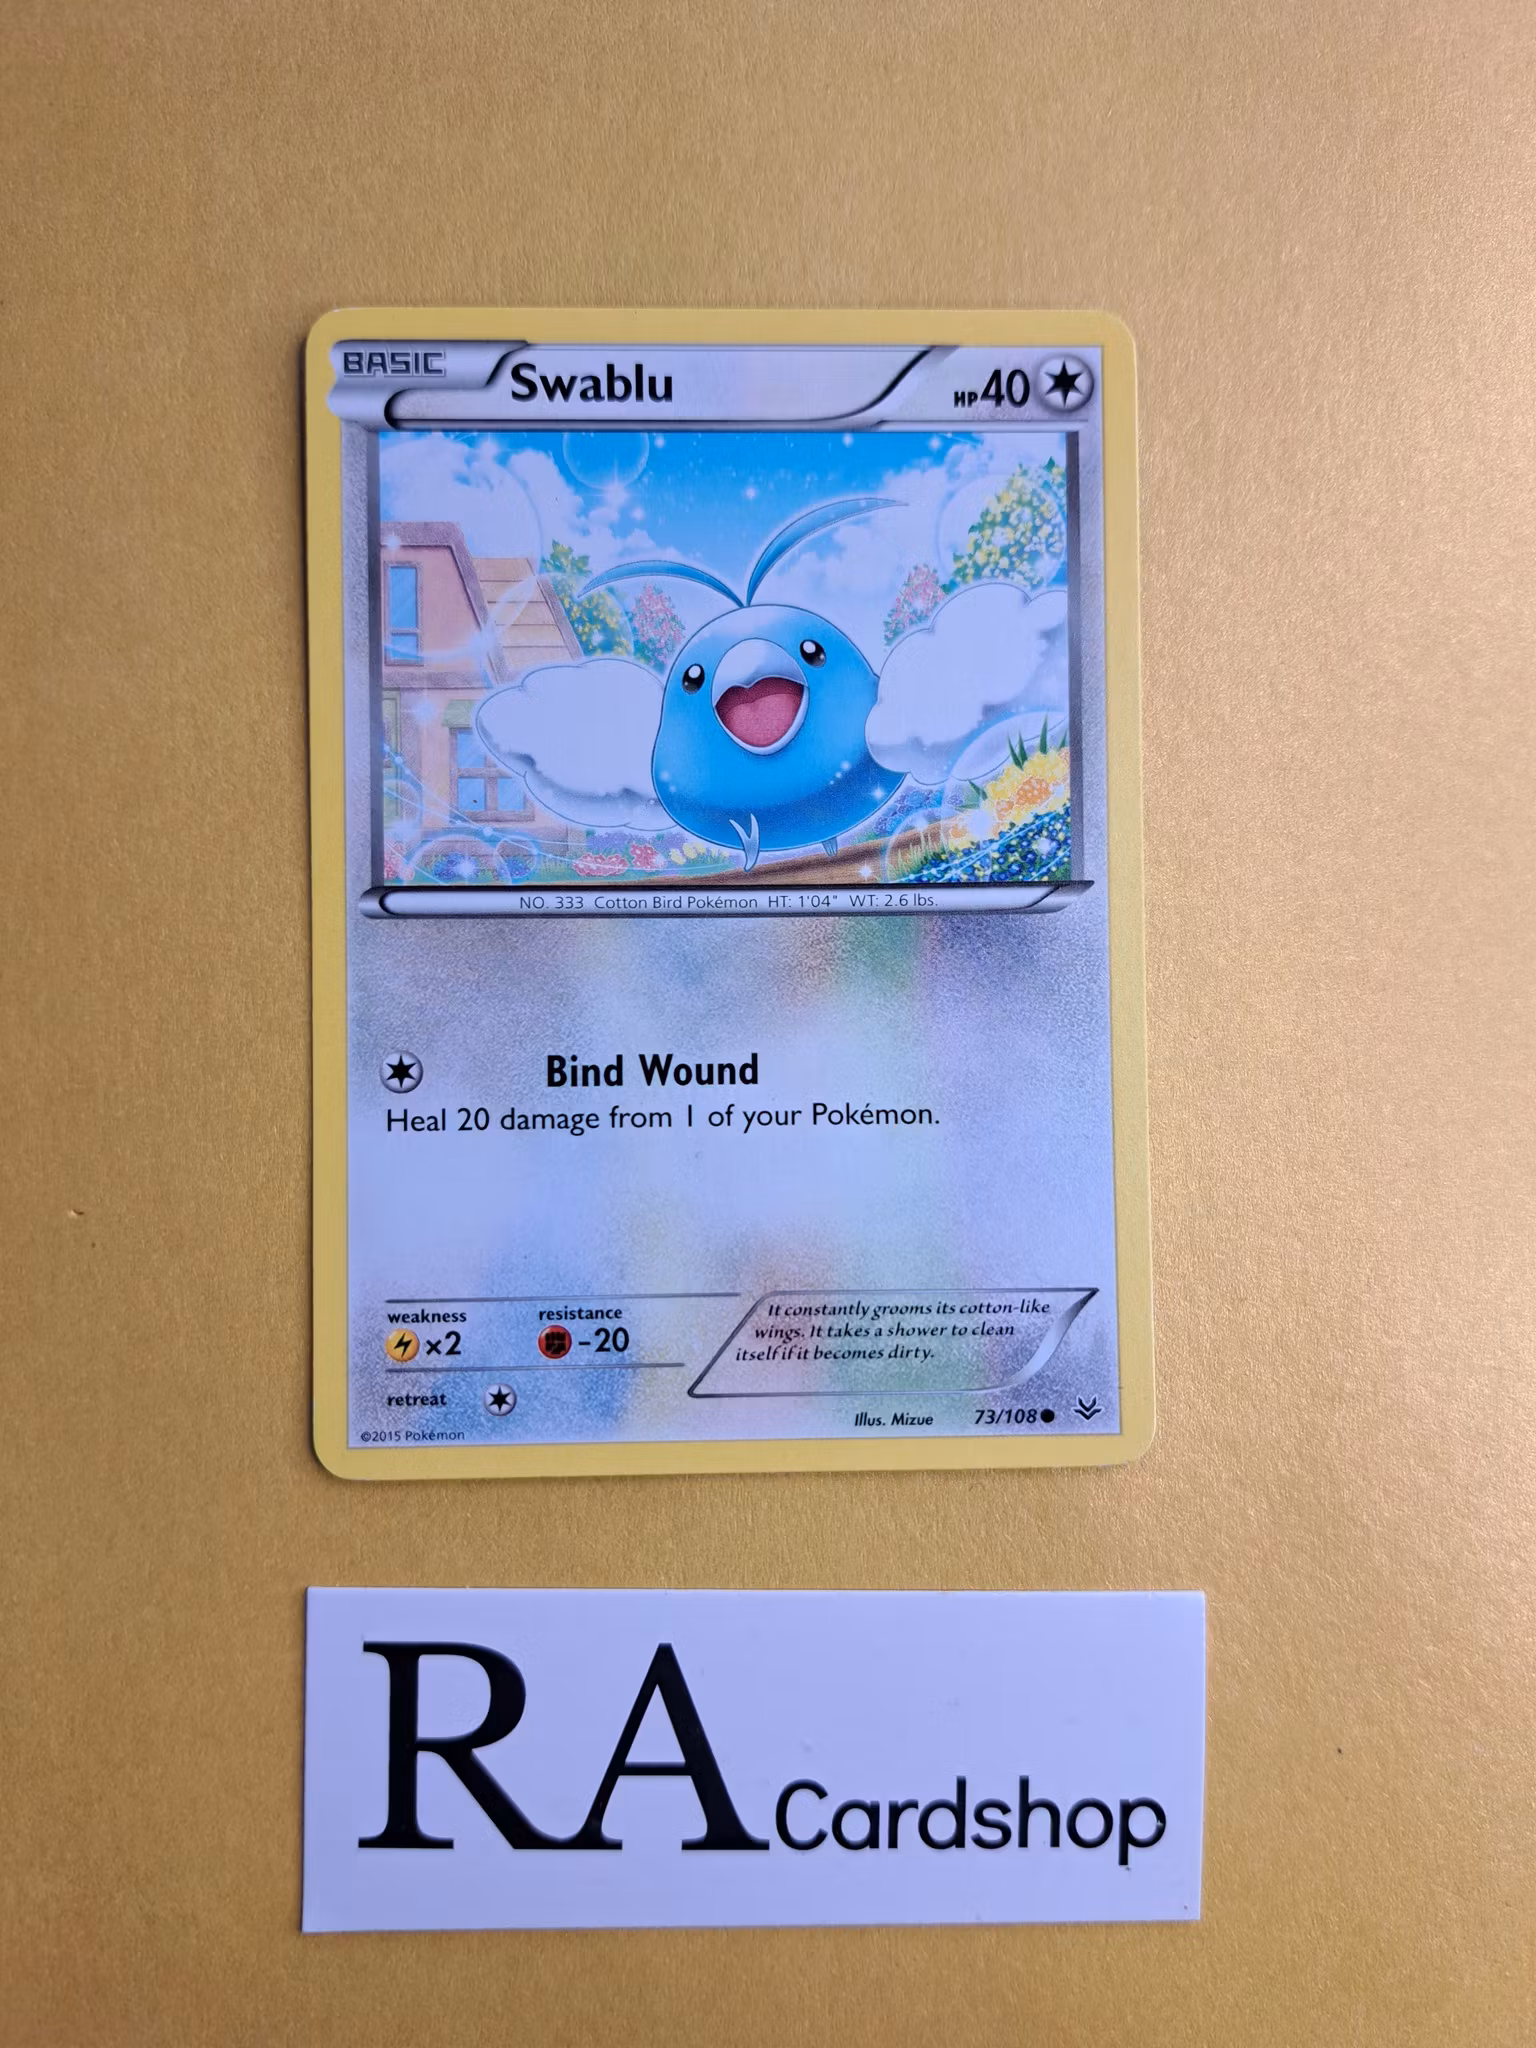 BASIC Swablu HP40
NO. 333 Cotton Bird Pokémon HT: 1'04" WT: 2.6 lbs.
Bind Wound
Heal 20 damage from 1 of your Pokémon.
weakness resistance
×2 -20
retreat
It constantly grooms its cotton-like
wings. It takes a shower to clean
itself if it becomes dirty.
Illus. Mizue 73/108
©2015 Pokémon
RA Cardshop